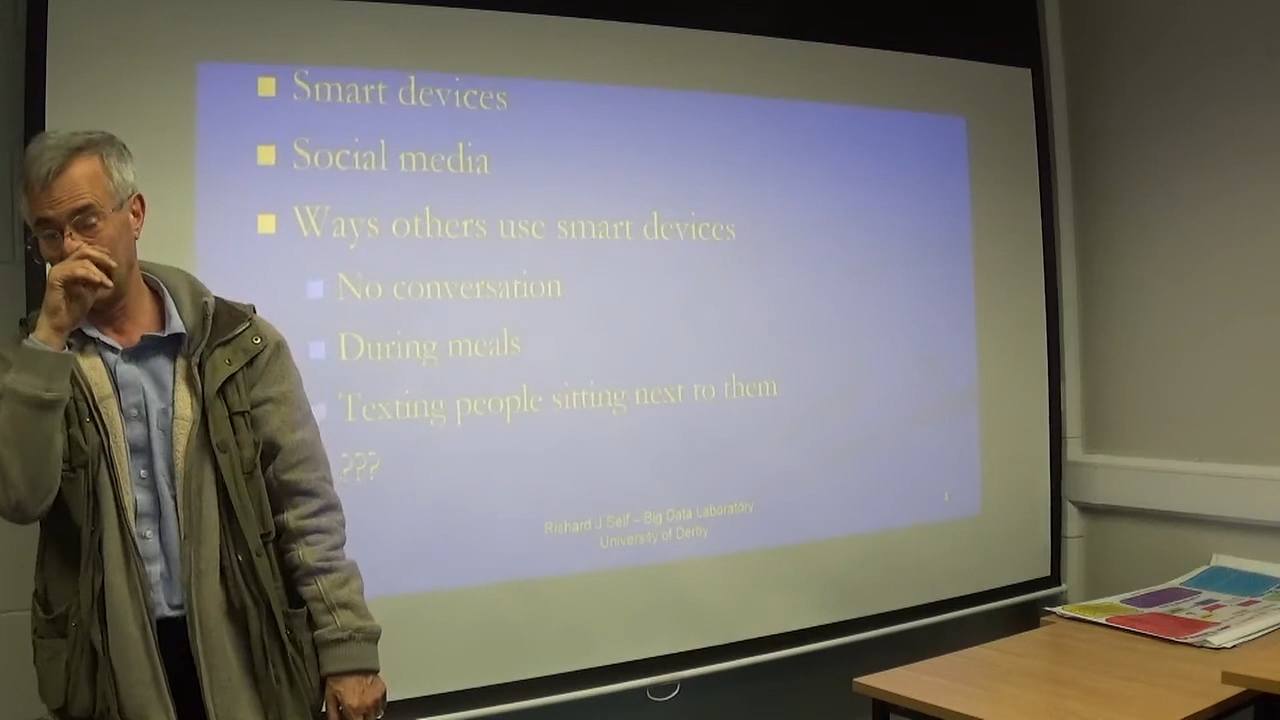 Smart devices
Social media
Ways others use smart devices
No conversation
During meals
Texting people sitting next to them
???
Richard J Self – Big Data Laboratory
University of Derby